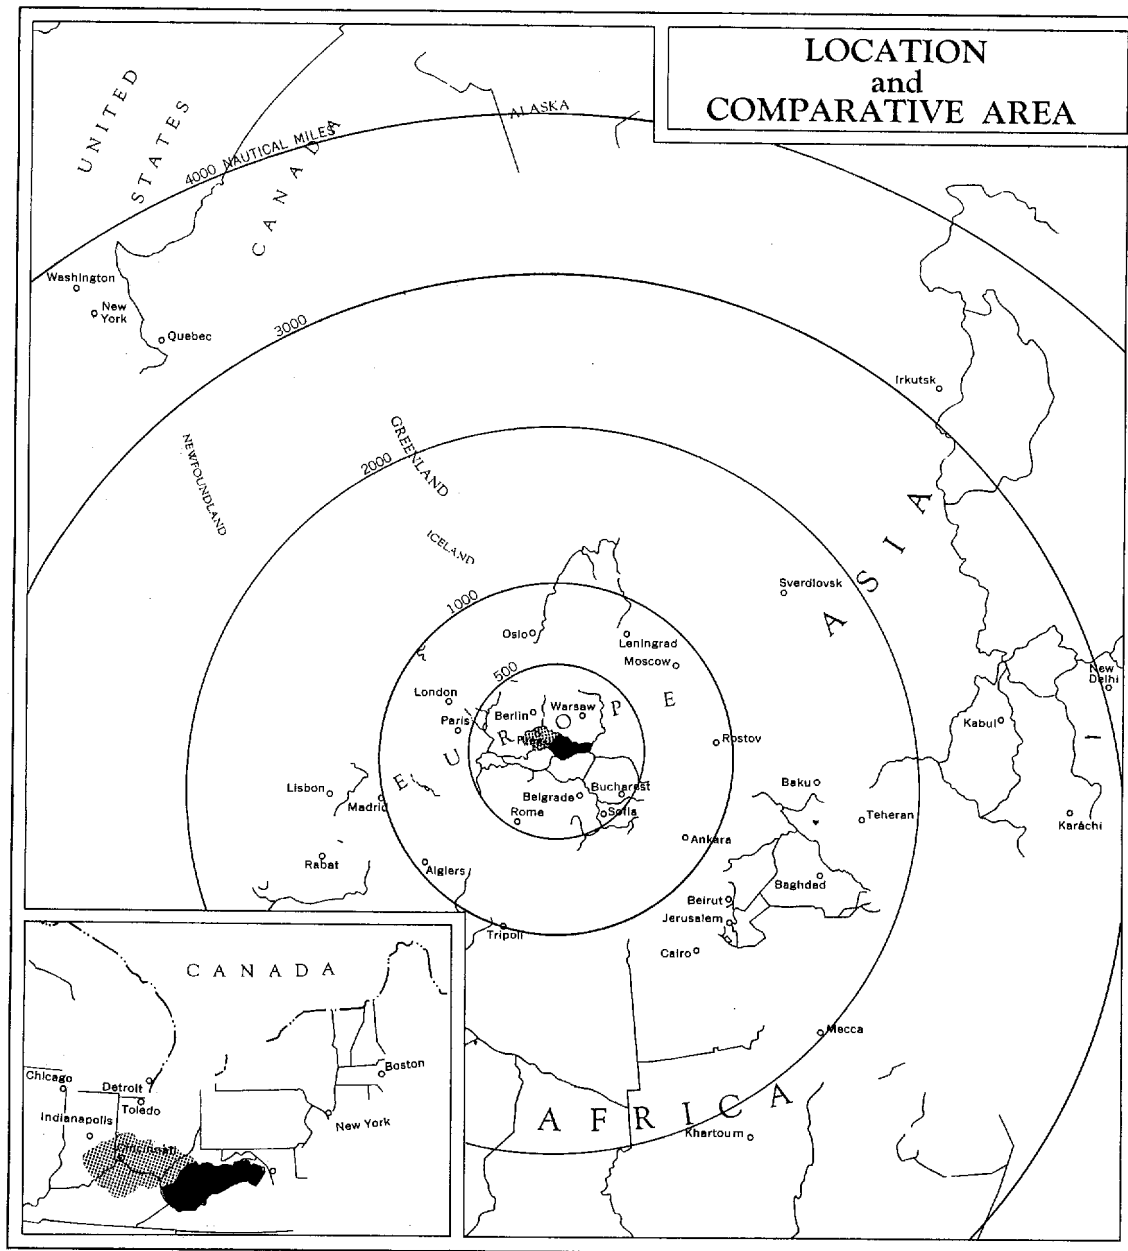 LOCATION
and
COMPARATIVE AREA
UNITED
STATES
CANADA
ALASKA
4000 NAUTICAL MILES
Washington
New
York
Quebec
3000
Irkutsk
NEWFOUNDLAND
GREENLAND
2000
ICELAND
ASIA
Sverdlovsk
1000
Oslo
Leningrad
Moscow
500
London
Paris
Berlin
Warsaw
EUROPE
New
Delhi
Kabul
Rostov
Lisbon
Madrid
Belgrade
Bucharest
Baku
Rome
Sofia
Teheran
Karachi
Ankara
Rabat
Algiers
Baghdad
Beirut
Jerusalem
Tripoli
Cairo
Mecca
AFRICA
Khartoum
CANADA
Boston
Chicago
Detroit
Toledo
Indianapolis
New York
Cincinnati